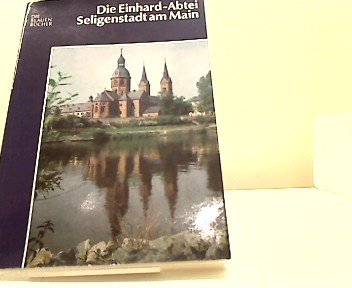 Die Einhard-Abtei
Seligenstadt am Main
DIE
BLAUEN
BÜCHER